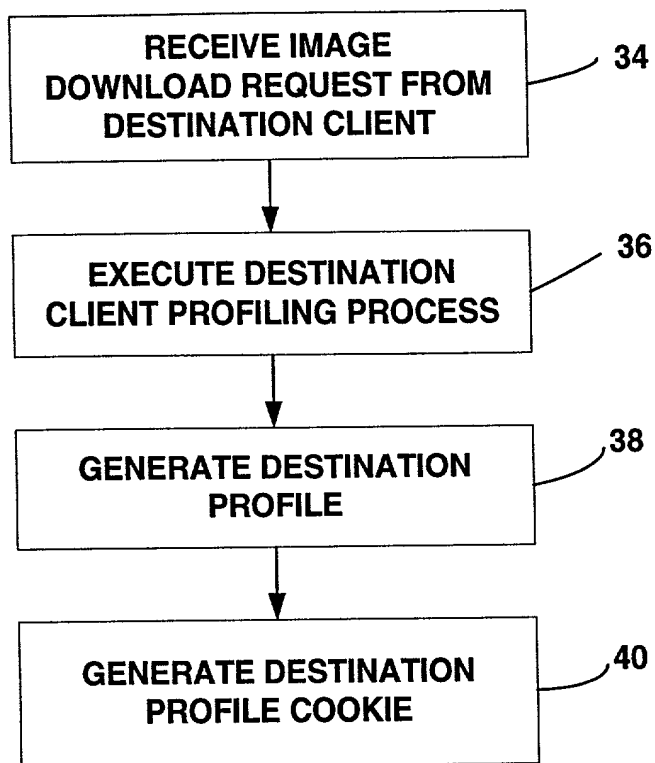 RECEIVE IMAGE
DOWNLOAD REQUEST FROM
DESTINATION CLIENT
34
EXECUTE DESTINATION
CLIENT PROFILING PROCESS
36
GENERATE DESTINATION
PROFILE
38
GENERATE DESTINATION
PROFILE COOKIE
40